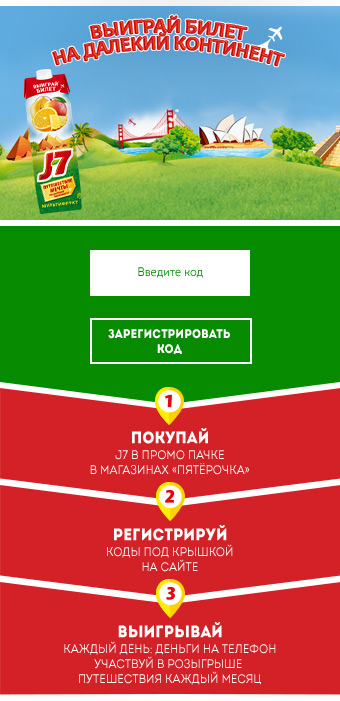 ВЫИГРАЙ БИЛЕТ
НА ДАЛЕКИЙ КОНТИНЕНТ
ВЫИГРАЙ
БИЛЕТ
J7
ПУТЕШЕСТВИЕ
МЕЧТЫ
МУЛЬТИФРУКТ
Введите код
ЗАРЕГИСТРИРОВАТЬ
КОД
1
ПОКУПАЙ
J7 В ПРОМО ПАЧКЕ
В МАГАЗИНАХ «ПЯТЁРОЧКА»
2
РЕГИСТРИРУЙ
КОДЫ ПОД КРЫШКОЙ
НА САЙТЕ
3
ВЫИГРЫВАЙ
КАЖДЫЙ ДЕНЬ: ДЕНЬГИ НА ТЕЛЕФОН
УЧАСТВУЙ В РОЗЫГРЫШЕ
ПУТЕШЕСТВИЯ КАЖДЫЙ МЕСЯЦ